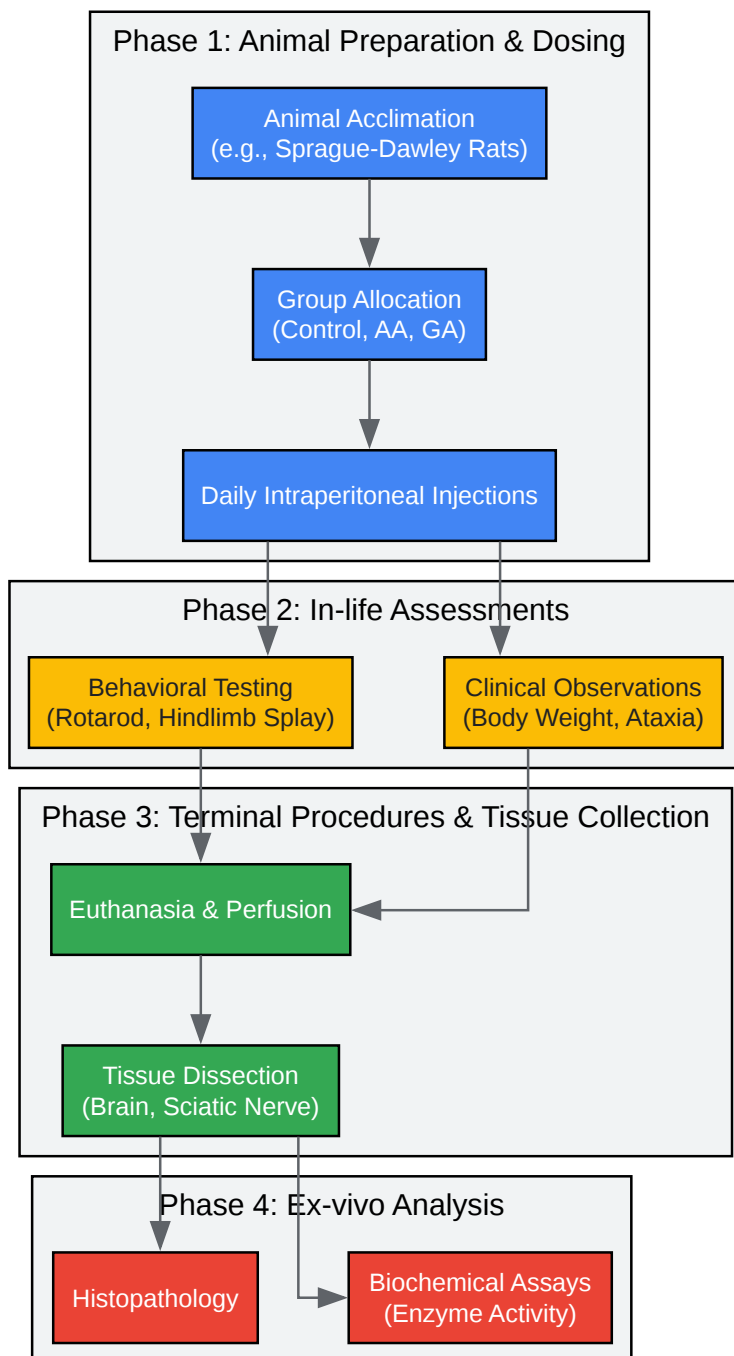 Phase 1: Animal Preparation & Dosing
Animal Acclimation
(e.g., Sprague-Dawley Rats)
Group Allocation
(Control, AA, GA)
Daily Intraperitoneal Injections
Phase 2: In-life Assessments
Behavioral Testing
(Rotarod, Hindlimb Splay)
Clinical Observations
(Body Weight, Ataxia)
Phase 3: Terminal Procedures & Tissue Collection
Euthanasia & Perfusion
Tissue Dissection
(Brain, Sciatic Nerve)
Phase 4: Ex-vivo Analysis
Histopathology
Biochemical Assays
(Enzyme Activity)